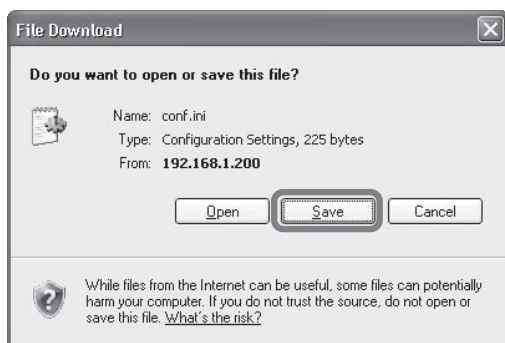 File Download
Do you want to open or save this file?
Name: conf.ini
Type: Configuration Settings, 225 bytes
From: 192.168.1.200
Open Save Cancel
While files from the Internet can be useful, some files can potentially
harm your computer. If you do not trust the source, do not open or
save this file. What's the risk?